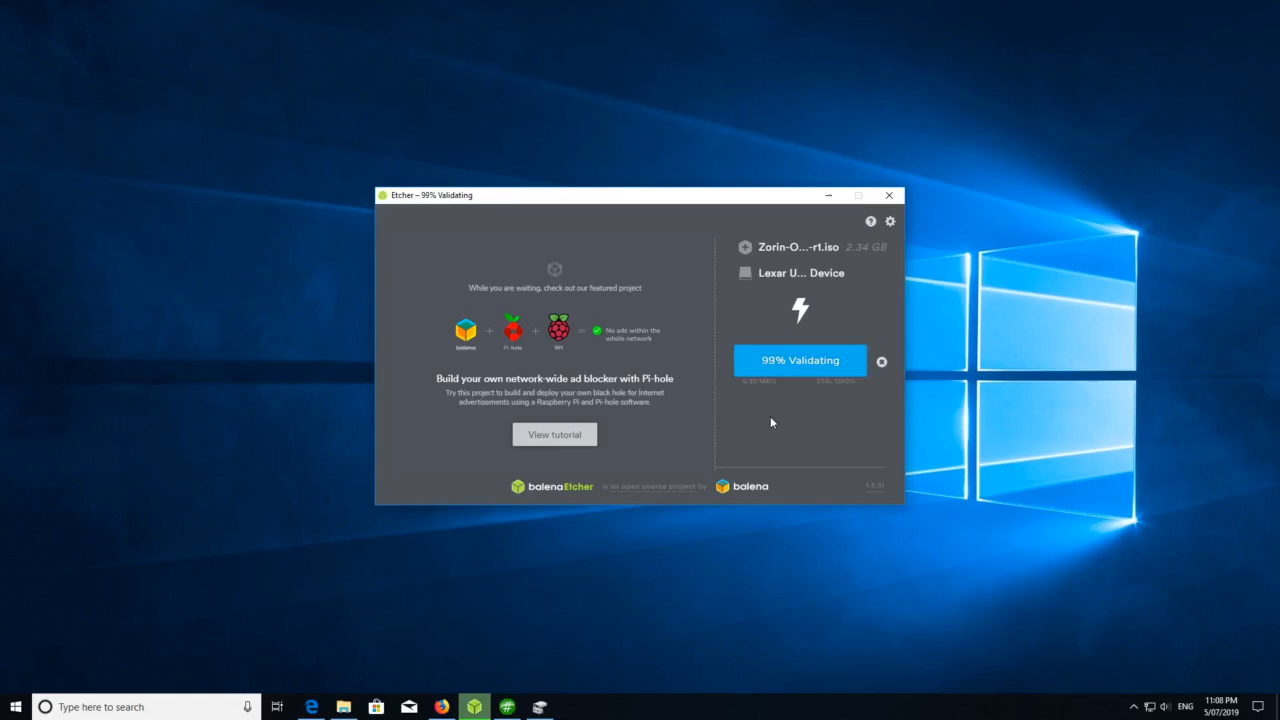 Etcher – 99% Validating
Zorin-O...-r1.iso 2.34 GB
Lexar U... Device
While you are waiting, check out our featured project
balena
Pi-hole
RPi
No ads within the
whole network
99% Validating
Build your own network-wide ad blocker with Pi-hole
Try this project to build and deploy your own black hole for Internet
advertisements using a Raspberry Pi and Pi-hole software.
View tutorial
balenaEtcher is an open source project by balena
Type here to search
ENG
11:08 PM
5/07/2019